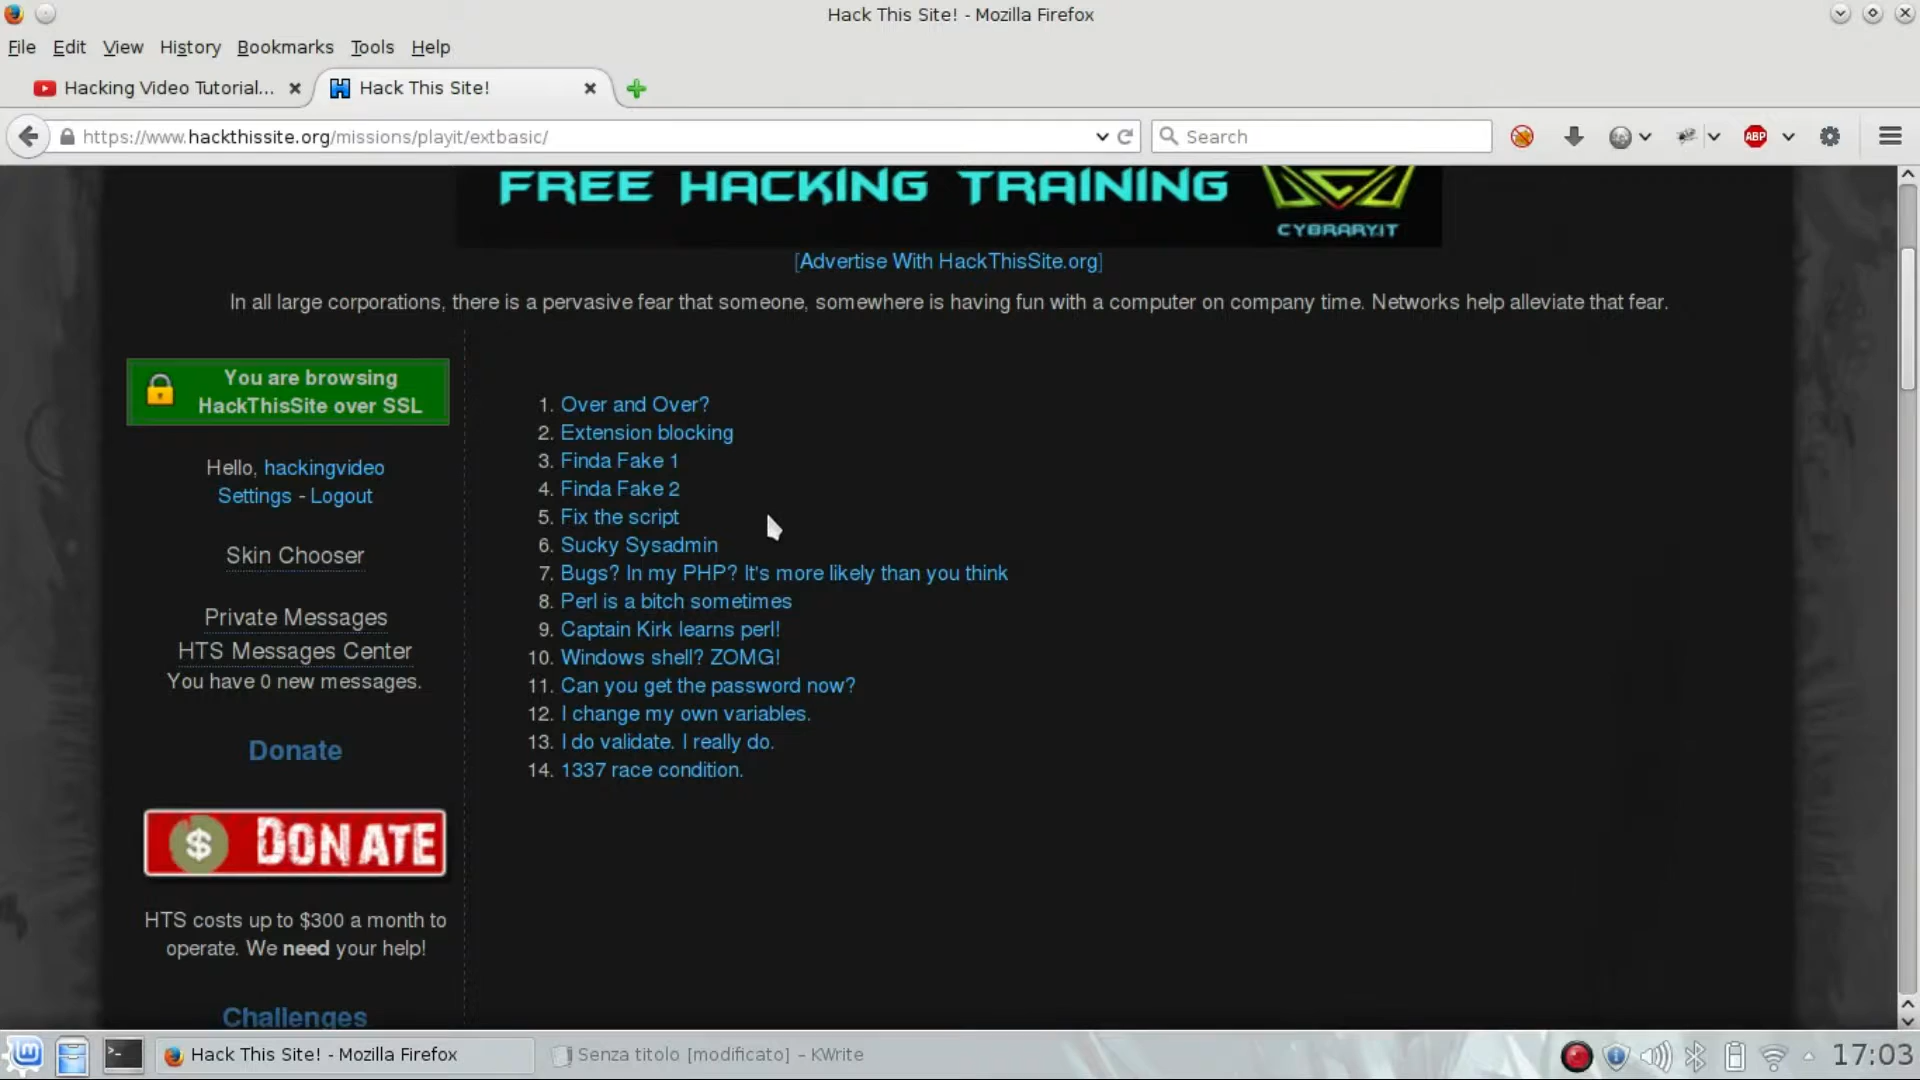 Hack This Site! - Mozilla Firefox
File Edit View History Bookmarks Tools Help
Hacking Video Tutorial...
Hack This Site!
https://www.hackthissite.org/missions/playit/extbasic/
Search
ABP
FREE HACKING TRAINING
CYBRARY.IT
[Advertise With HackThisSite.org]
In all large corporations, there is a pervasive fear that someone, somewhere is having fun with a computer on company time. Networks help alleviate that fear.
You are browsing
HackThisSite over SSL
Hello, hackingvideo
Settings - Logout
Skin Chooser
Private Messages
HTS Messages Center
You have 0 new messages.
Donate
$ DONATE
HTS costs up to $300 a month to
operate. We need your help!
Challenges
1. Over and Over?
2. Extension blocking
3. Finda Fake 1
4. Finda Fake 2
5. Fix the script
6. Sucky Sysadmin
7. Bugs? In my PHP? It's more likely than you think
8. Perl is a bitch sometimes
9. Captain Kirk learns perl!
10. Windows shell? ZOMG!
11. Can you get the password now?
12. I change my own variables.
13. I do validate. I really do.
14. 1337 race condition.
Hack This Site! - Mozilla Firefox
Senza titolo [modificato] – KWrite
17:03